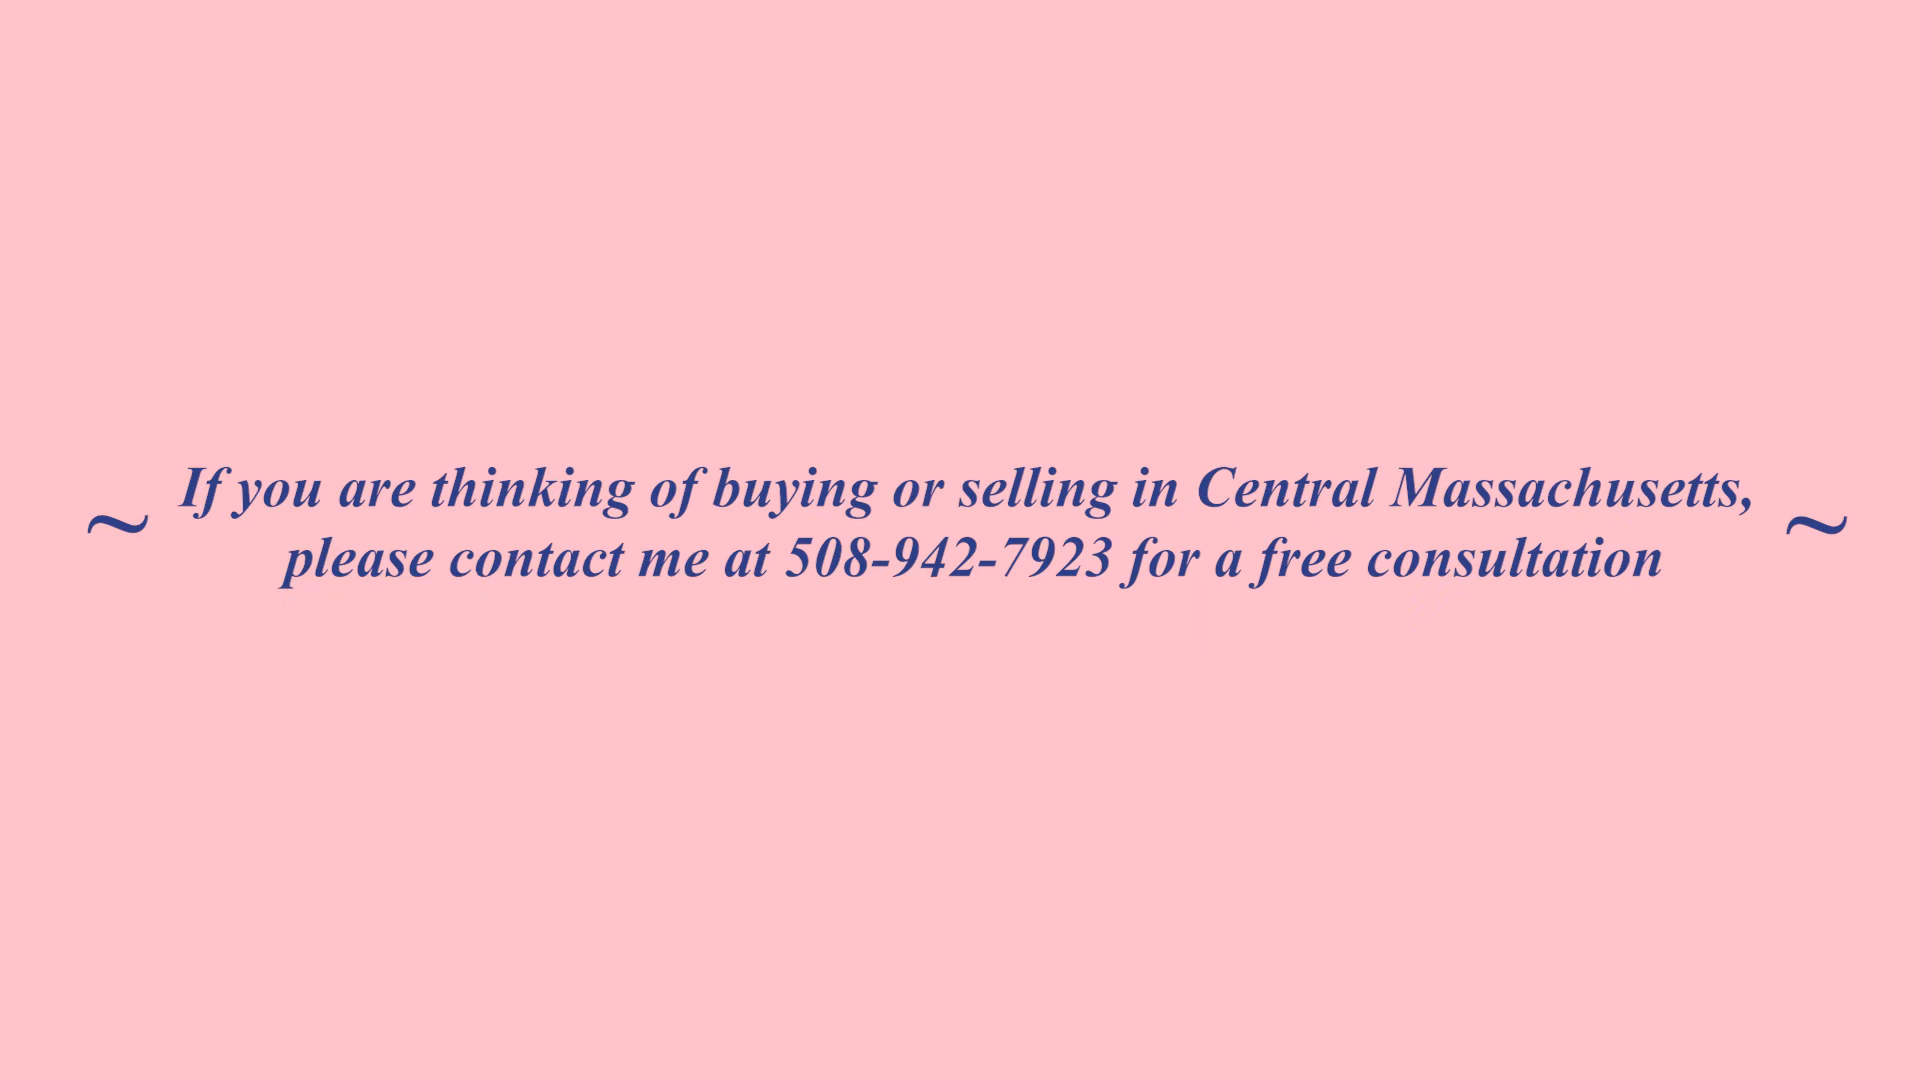 ~ If you are thinking of buying or selling in Central Massachusetts, ~
please contact me at 508-942-7923 for a free consultation